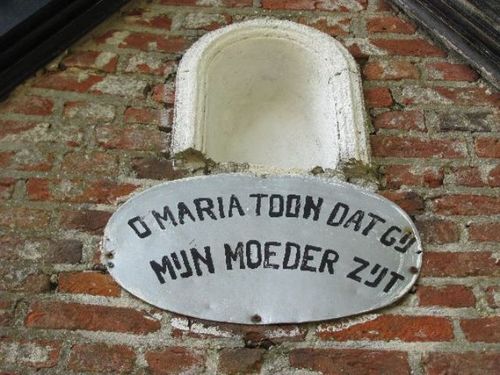 O MARIA TOON DAT GIJ
MIJN MOEDER ZIJT